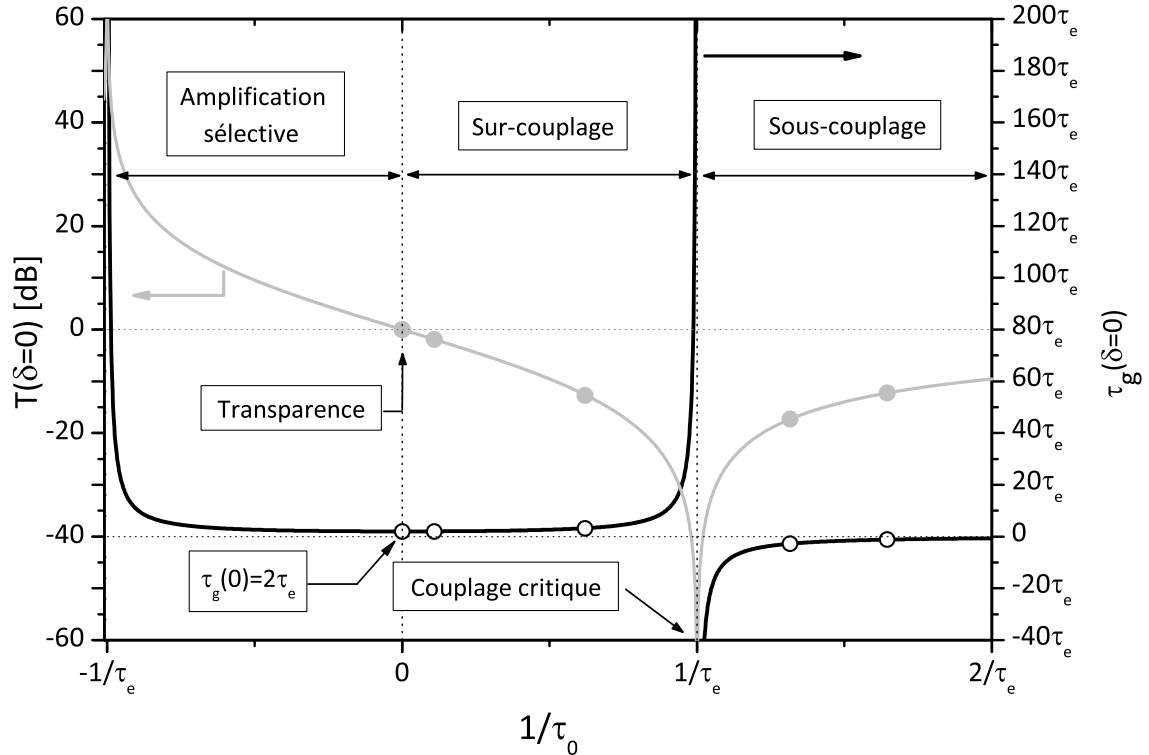 60
40
20
0
-20
-40
-60
T(δ=0) [dB]
200τe
180τe
160τe
140τe
120τe
100τe
80τe
60τe
40τe
20τe
0
-20τe
-40τe
τg(δ=0)
Amplification
sélective
Sur-couplage
Sous-couplage
Transparence
τg(0)=2τe
Couplage critique
-1/τe
0
1/τe
2/τe
1/τ0